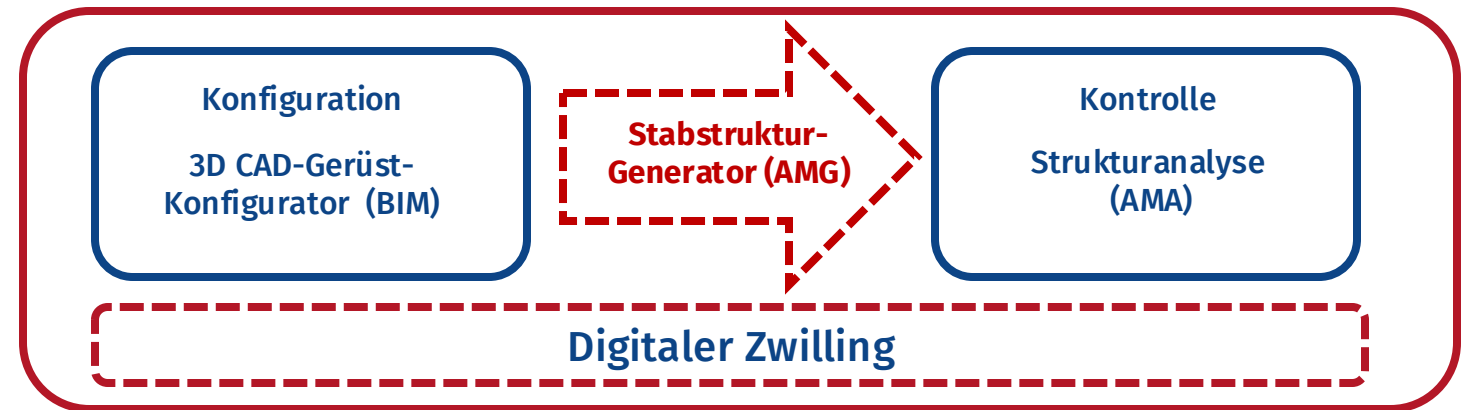 Konfiguration
3D CAD-Gerüst-
Konfigurator (BIM)
Stabstruktur-
Generator (AMG)
Kontrolle
Strukturanalyse
(AMA)
Digitaler Zwilling